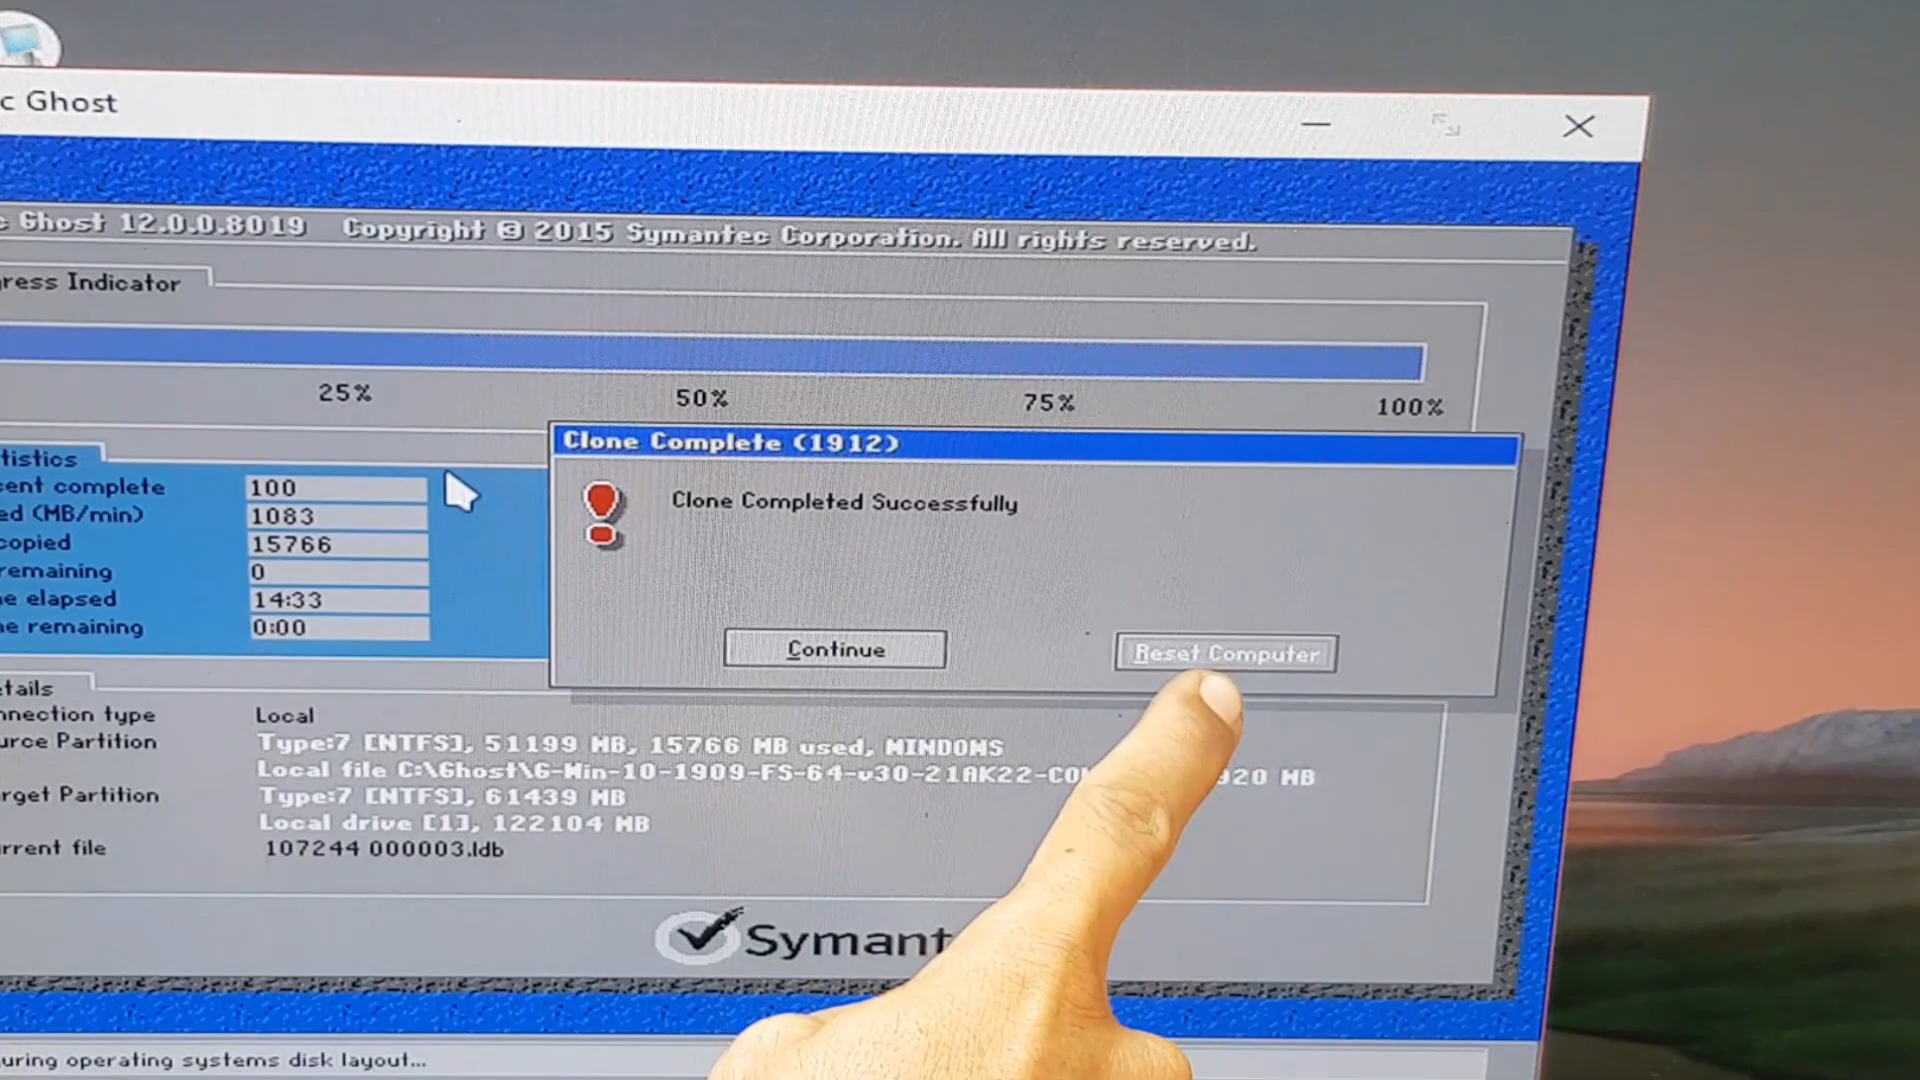 c Ghost
c Ghost 12.0.0.8019 Copyright © 2015 Symantec Corporation. All rights reserved.
ress Indicator
25% 50% 75% 100%
Clone Complete (1912)
Clone Completed Successfully
Continue
Reset Computer
tistics
cent complete 100
ed (MB/min) 1083
copied 15766
remaining 0
e elapsed 14:33
e remaining 0:00
etails
nnection type Local
urce Partition Type:7 [NTFS], 51199 MB, 15766 MB used, WINDOWS
Local file C:\Ghost\G-Win-10-1909-FS-64-v30-21AK22-CO 920 MB
rget Partition Type:7 [NTFS], 61439 MB
Local drive [1], 122104 MB
rrent file 107244 000003.ldb
Symant
uring operating systems disk layout...